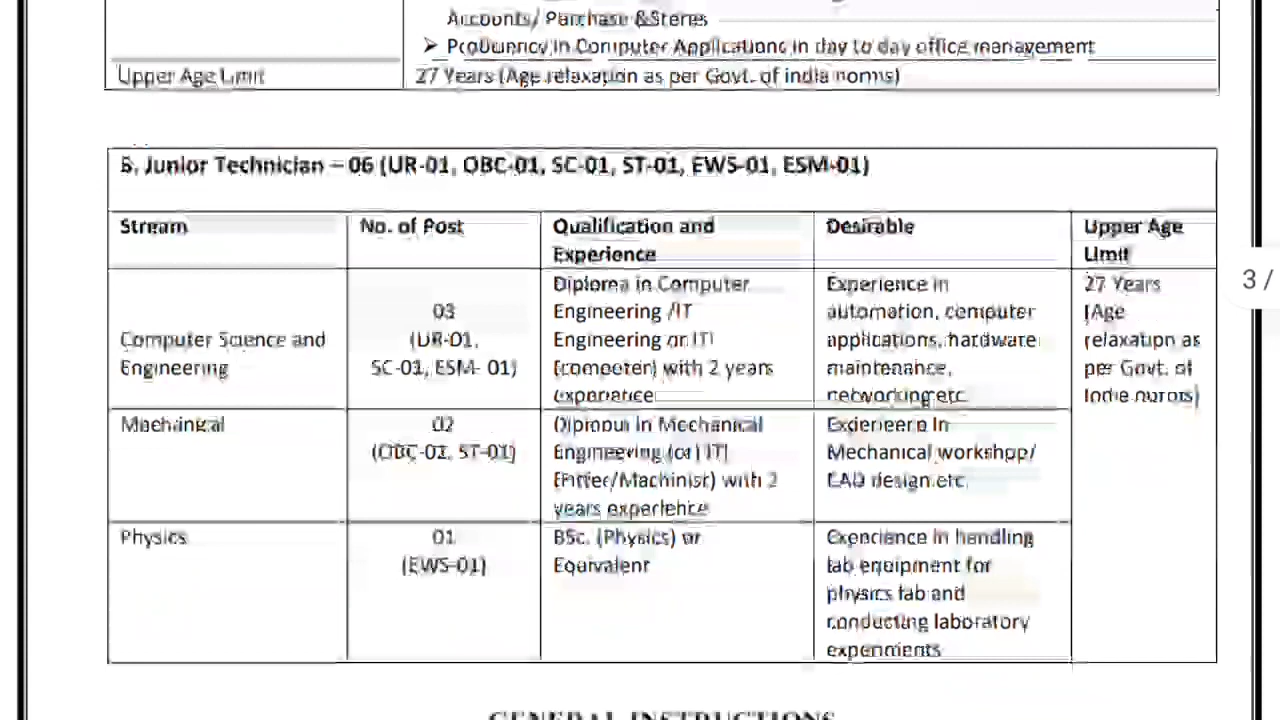 Accounts/ Purchase &Stores
➤ Proficiency in Computer Applications in day to day office management
Upper Age Limit
27 Years (Age relaxation as per Govt. of india norms)
5. Junior Technician – 06 (UR-01, OBC-01, SC-01, ST-01, EWS-01, ESM-01)
Stream
No. of Post
Qualification and
Experience
Desirable
Upper Age
Limit
Computer Science and
Engineering
03
(UR-01,
SC-01, ESM- 01)
Diploma in Computer
Engineering /IT
Engineering or ITI
(computer) with 2 years
experience
Experience in
automation, computer
applications, hardware
maintenance,
networking etc.
27 Years
(Age
relaxation as
per Govt. of
India norms)
Mechanical
02
(OBC-01, ST-01)
Diploma in Mechanical
Engineering (or) ITI
(Fitter/Machinist) with 2
years experience
Experience in
Mechanical workshop/
CAD design etc.
Physics
01
(EWS-01)
BSc. (Physics) or
Equivalent
Experience in handling
lab equipment for
physics lab and
conducting laboratory
experiments
GENERAL INSTRUCTIONS
3 /